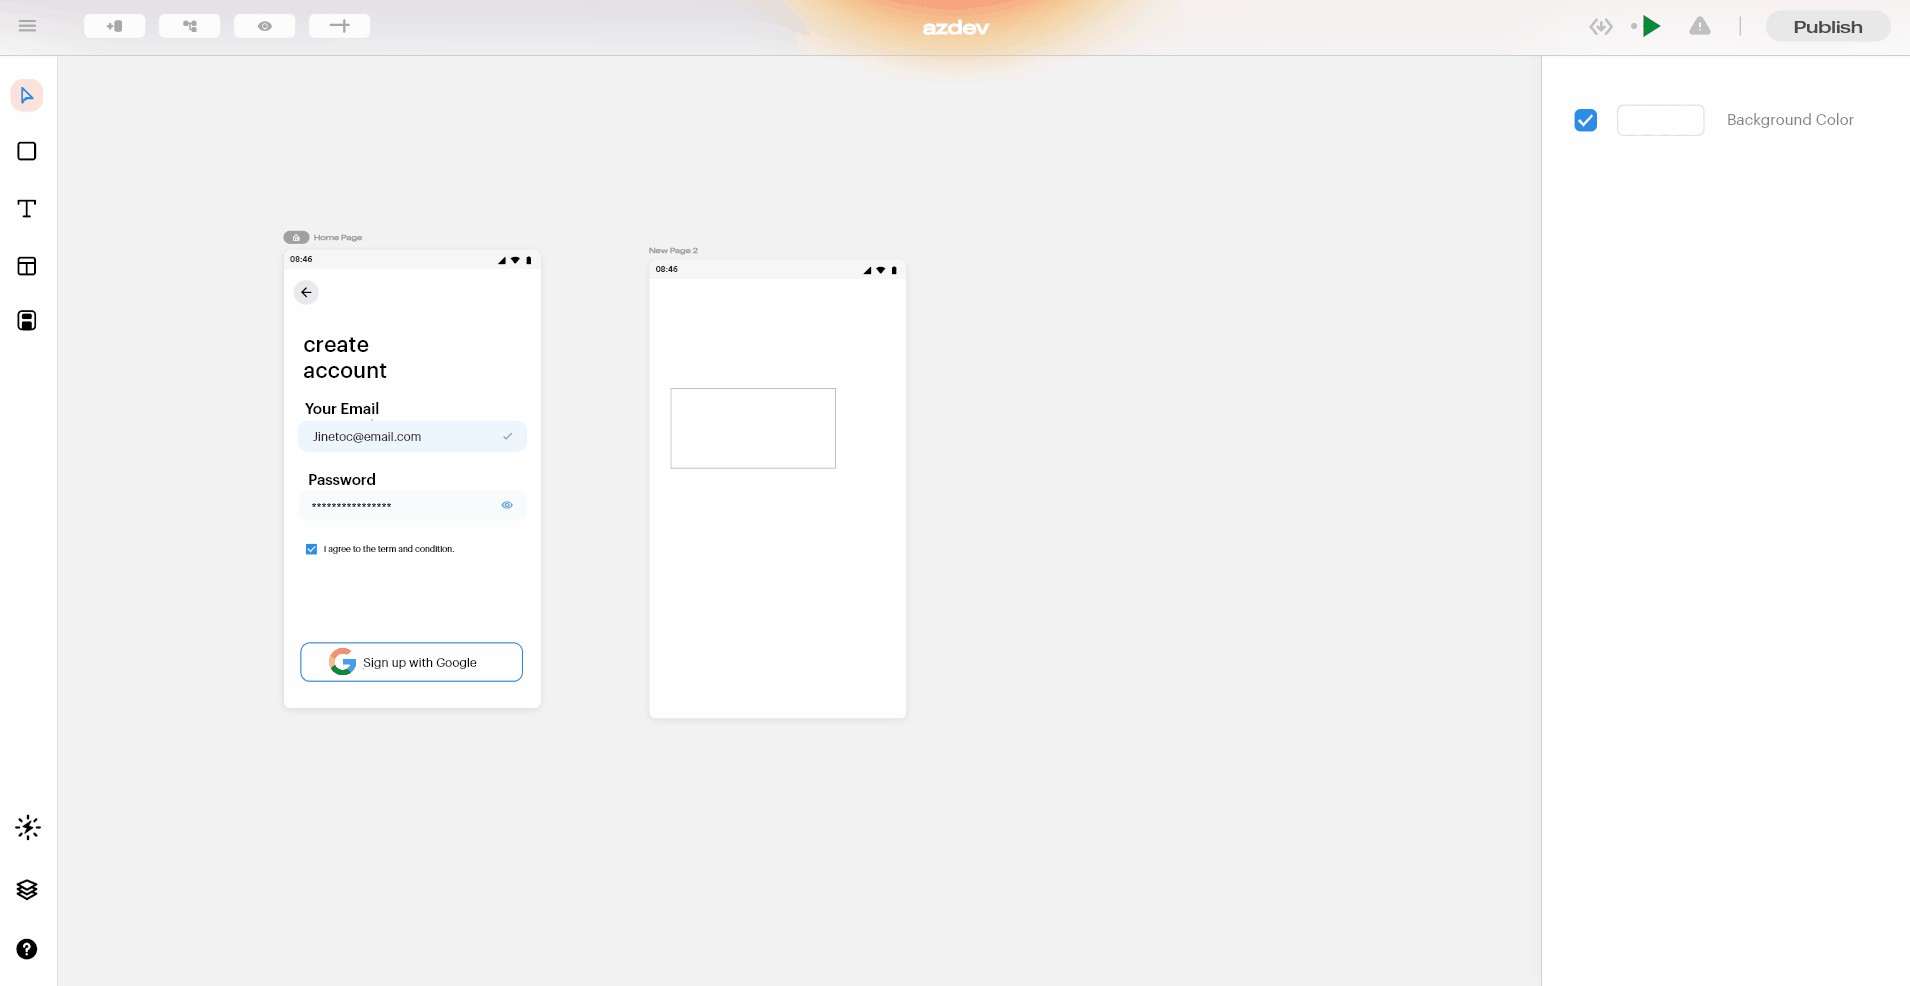 azdev
Publish
Background Color
Home Page
08:46
create
account
Your Email
Jinetoc@email.com
Password
****************
I agree to the term and condition.
Sign up with Google
New Page 2
08:46